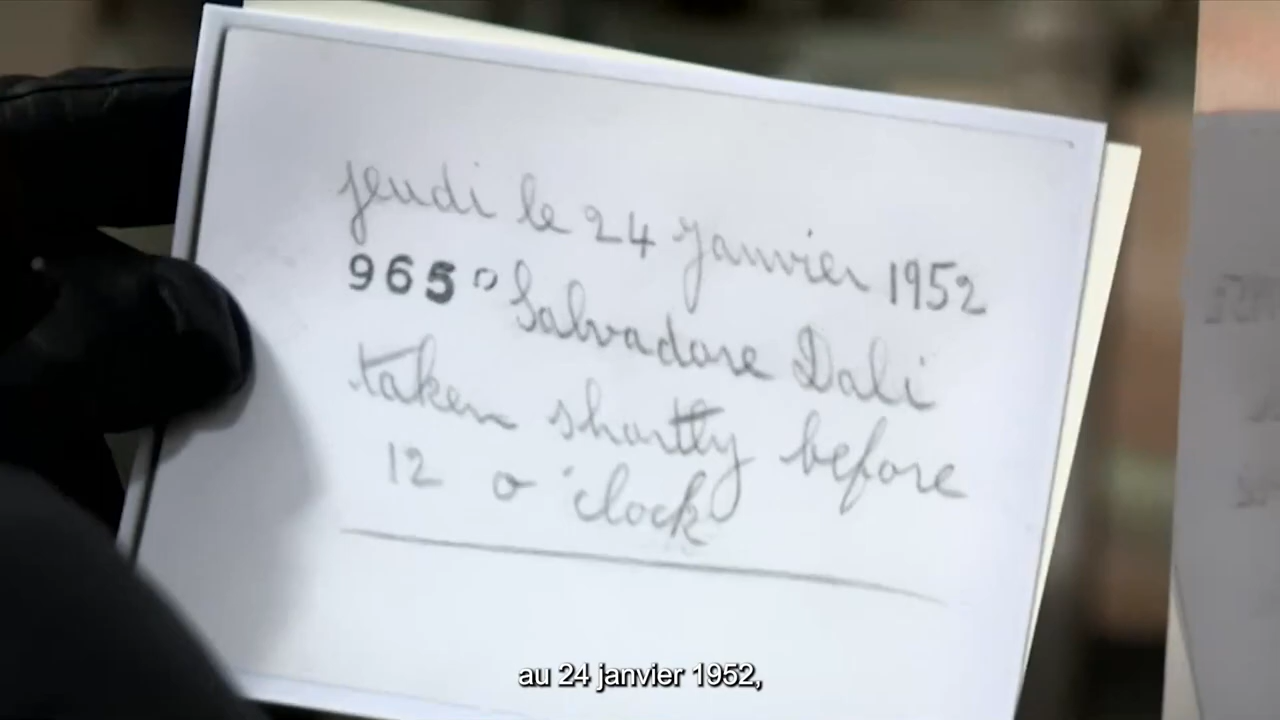 jeudi le 24 Janvier 1952
965° Salvadore Dali
taken shortly before
12 o'clock
au 24 janvier 1952,